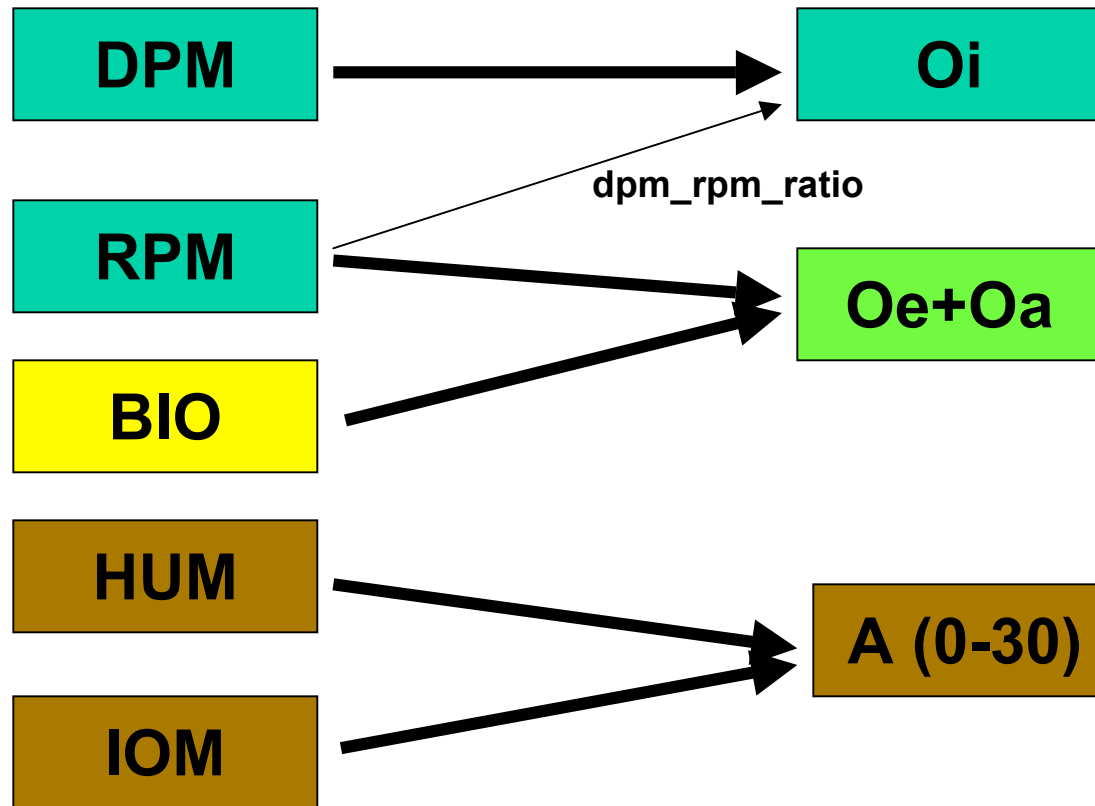 DPM
Oi
dpm_rpm_ratio
RPM
Oe+Oa
BIO
HUM
A (0-30)
IOM